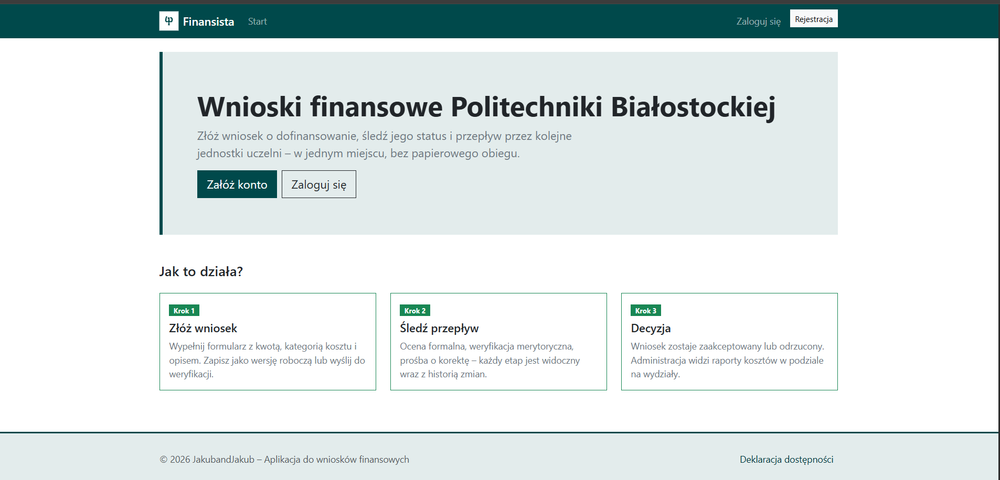 Finansista
Start
Zaloguj się
Rejestracja
Wnioski finansowe Politechniki Białostockiej
Złóż wniosek o dofinansowanie, śledź jego status i przepływ przez kolejne
jednostki uczelni – w jednym miejscu, bez papierowego obiegu.
Załóż konto
Zaloguj się
Jak to działa?
Krok 1
Złóż wniosek
Wypełnij formularz z kwotą, kategorią kosztu i
opisem. Zapisz jako wersję roboczą lub wyślij do
weryfikacji.
Krok 2
Śledź przepływ
Ocena formalna, weryfikacja merytoryczna,
prośba o korektę – każdy etap jest widoczny
wraz z historią zmian.
Krok 3
Decyzja
Wniosek zostaje zaakceptowany lub odrzucony.
Administracja widzi raporty kosztów w podziale
na wydziały.
© 2026 JakubandJakub – Aplikacja do wniosków finansowych
Deklaracja dostępności